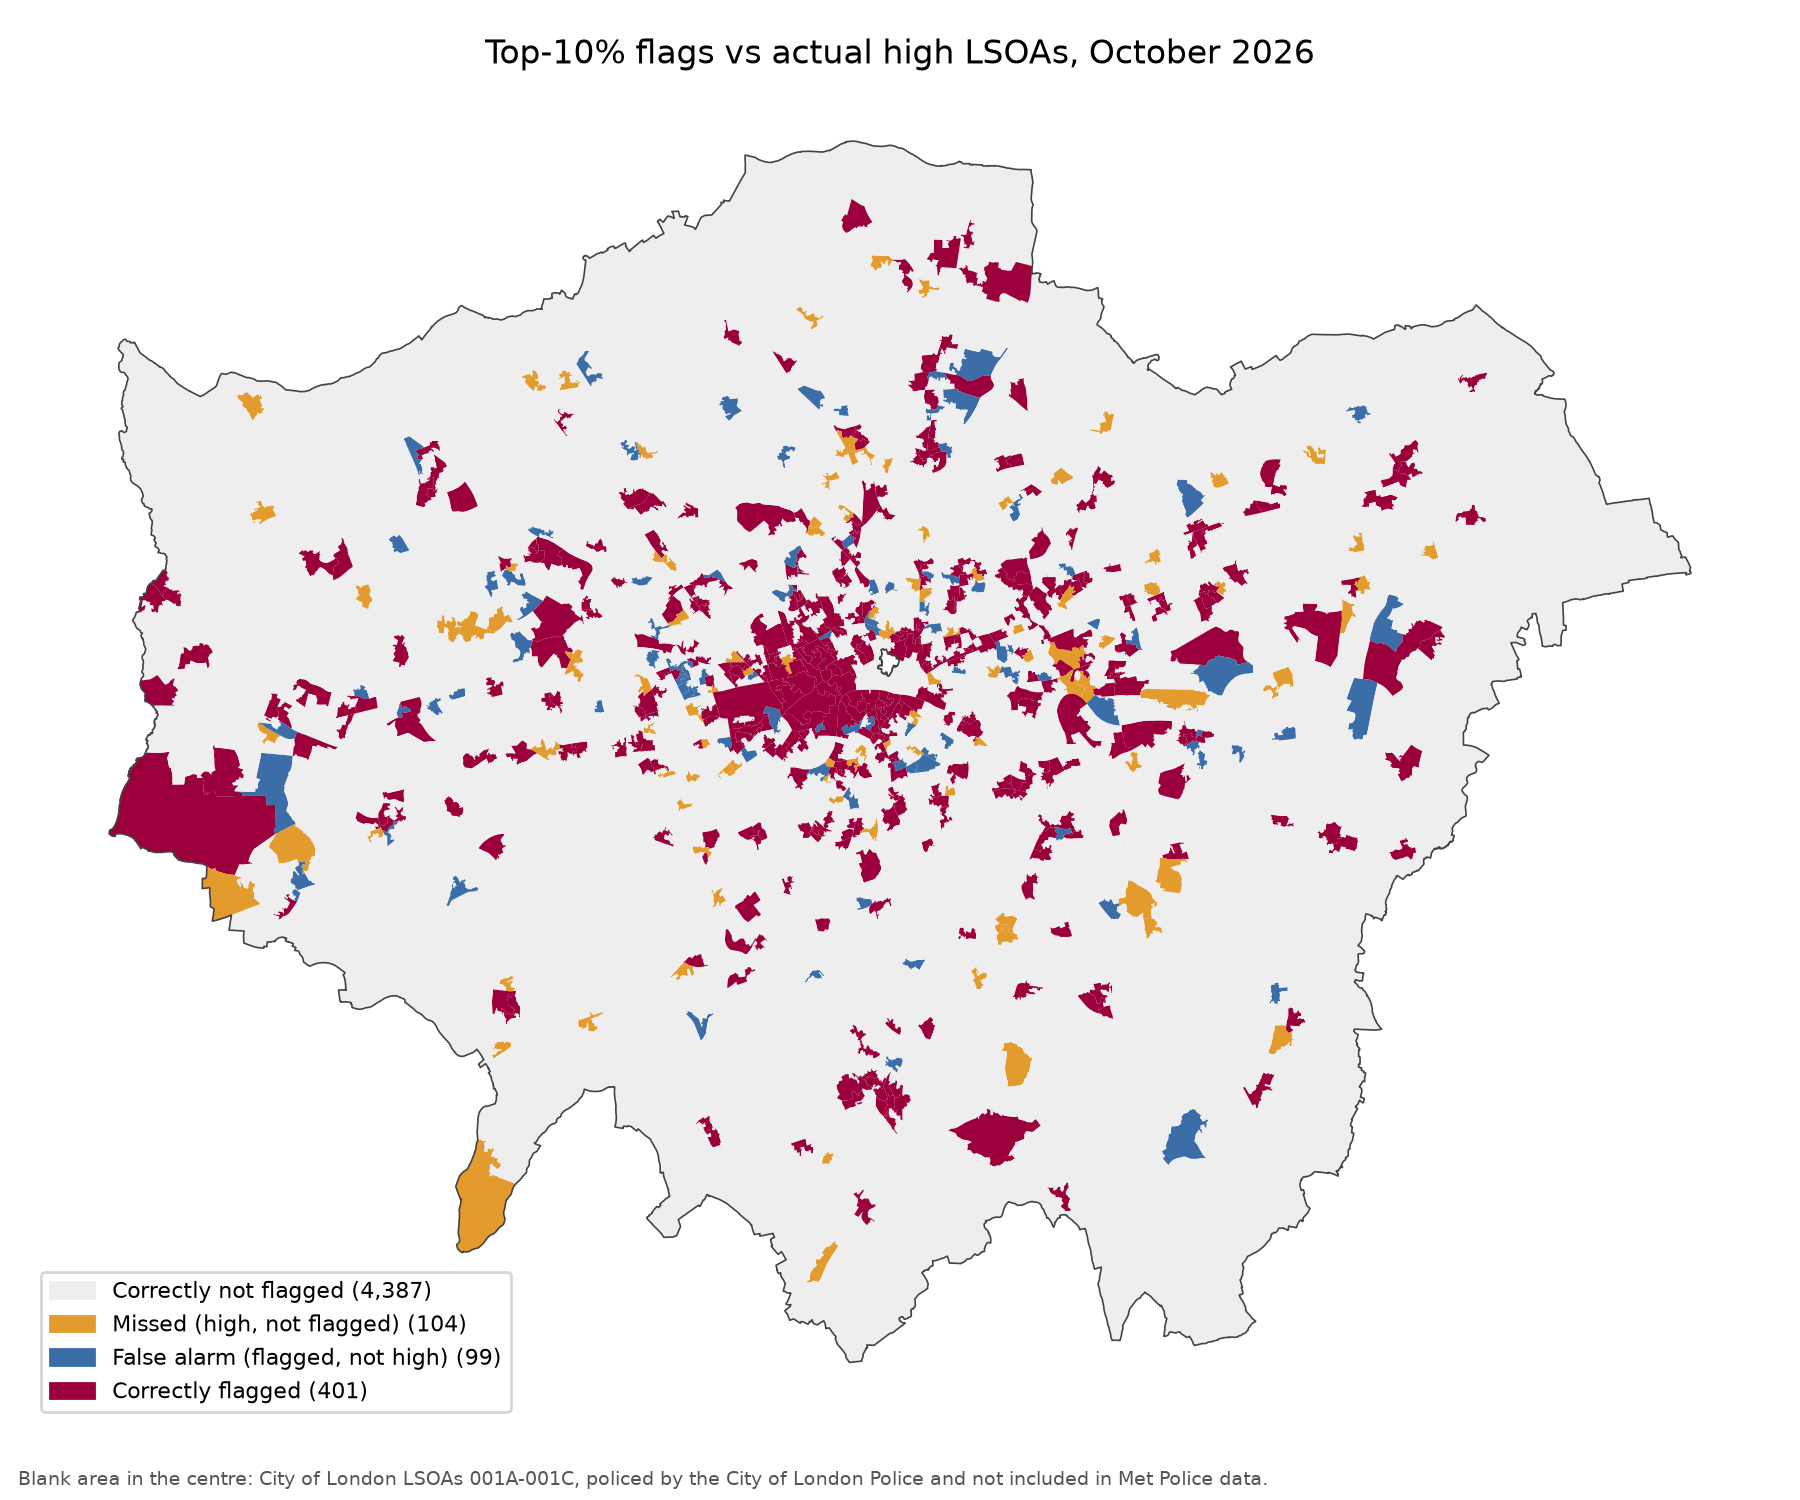 Top-10% flags vs actual high LSOAs, October 2026
Correctly not flagged (4,387)
Missed (high, not flagged) (104)
False alarm (flagged, not high) (99)
Correctly flagged (401)
Blank area in the centre: City of London LSOAs 001A-001C, policed by the City of London Police and not included in Met Police data.